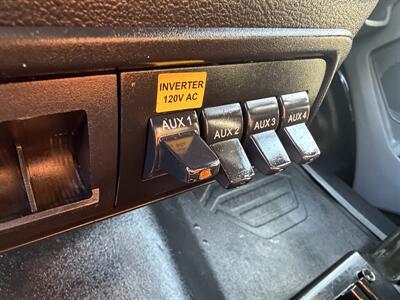 INVERTER
120V AC
AUX 1
AUX 2
AUX 3
AUX 4